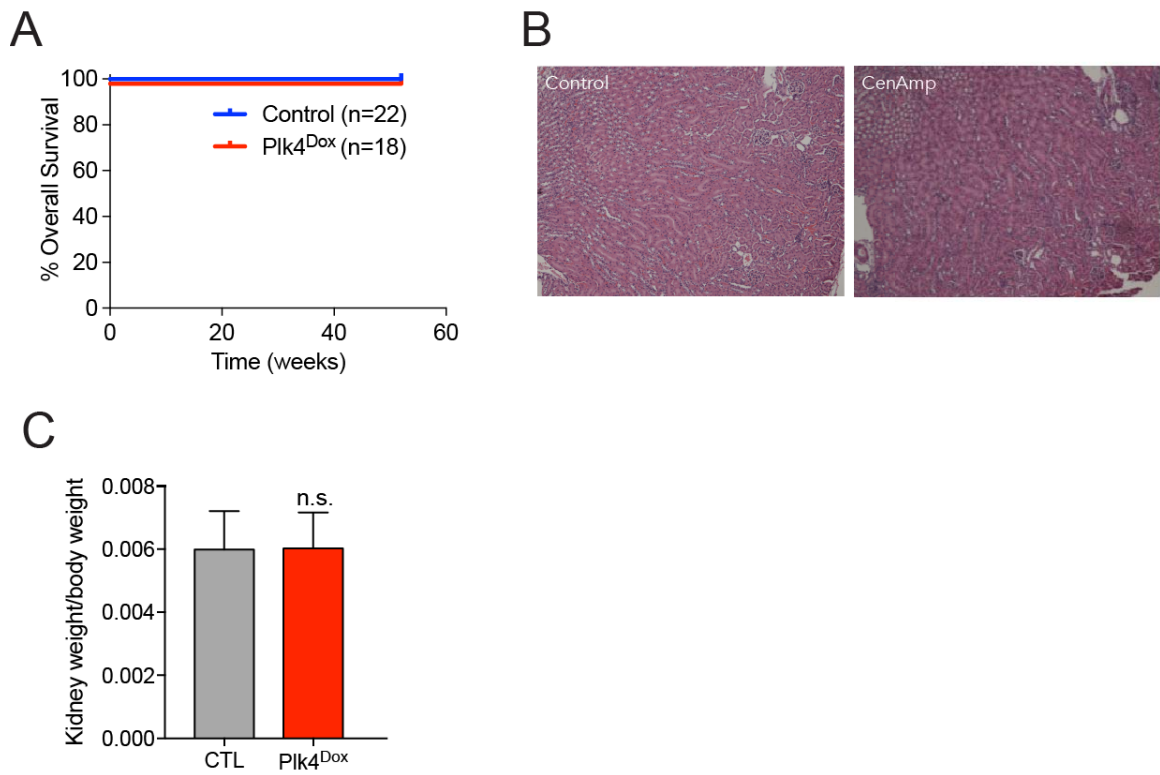 A
% Overall Survival
100
80
60
40
20
0
0 20 40 60
Time (weeks)
Control (n=22)
Plk4Dox (n=18)
B
Control
CenAmp
C
Kidney weight/body weight
0.008
0.006
0.004
0.002
0.000
n.s.
CTL Plk4Dox